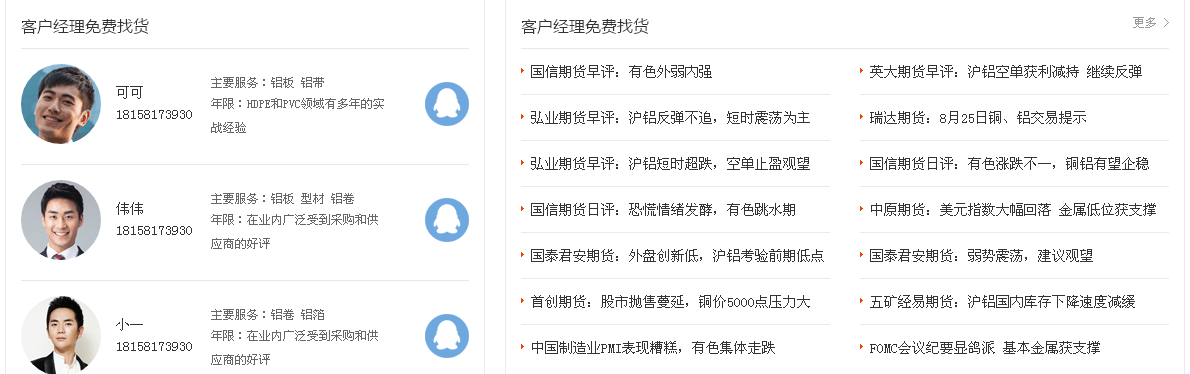 客户经理免费找货
可可
18158173930
主要服务：铝板 铝带
年限：HDPE和PVC领域有多年的实
战经验
伟伟
18158173930
主要服务：铝板 型材 铝卷
年限：在业内广泛受到采购和供
应商的好评
小一
18158173930
主要服务：铝卷 铝箔
年限：在业内广泛受到采购和供
应商的好评
客户经理免费找货
更多 >
国信期货早评：有色外弱内强
英大期货早评：沪铝空单获利减持 继续反弹
弘业期货早评：沪铝反弹不追，短时震荡为主
瑞达期货：8月25日铜、铝交易提示
弘业期货早评：沪铝短时超跌，空单止盈观望
国信期货日评：有色涨跌不一，铜铝有望企稳
国信期货日评：恐慌情绪发酵，有色跳水期
中原期货：美元指数大幅回落 金属低位获支撑
国泰君安期货：外盘创新低，沪铝考验前期低点
国泰君安期货：弱势震荡，建议观望
首创期货：股市抛售蔓延，铜价5000点压力大
五矿经易期货：沪铝国内库存下降速度减缓
中国制造业PMI表现糟糕，有色集体走跌
FOMC会议纪要显鸽派 基本金属获支撑